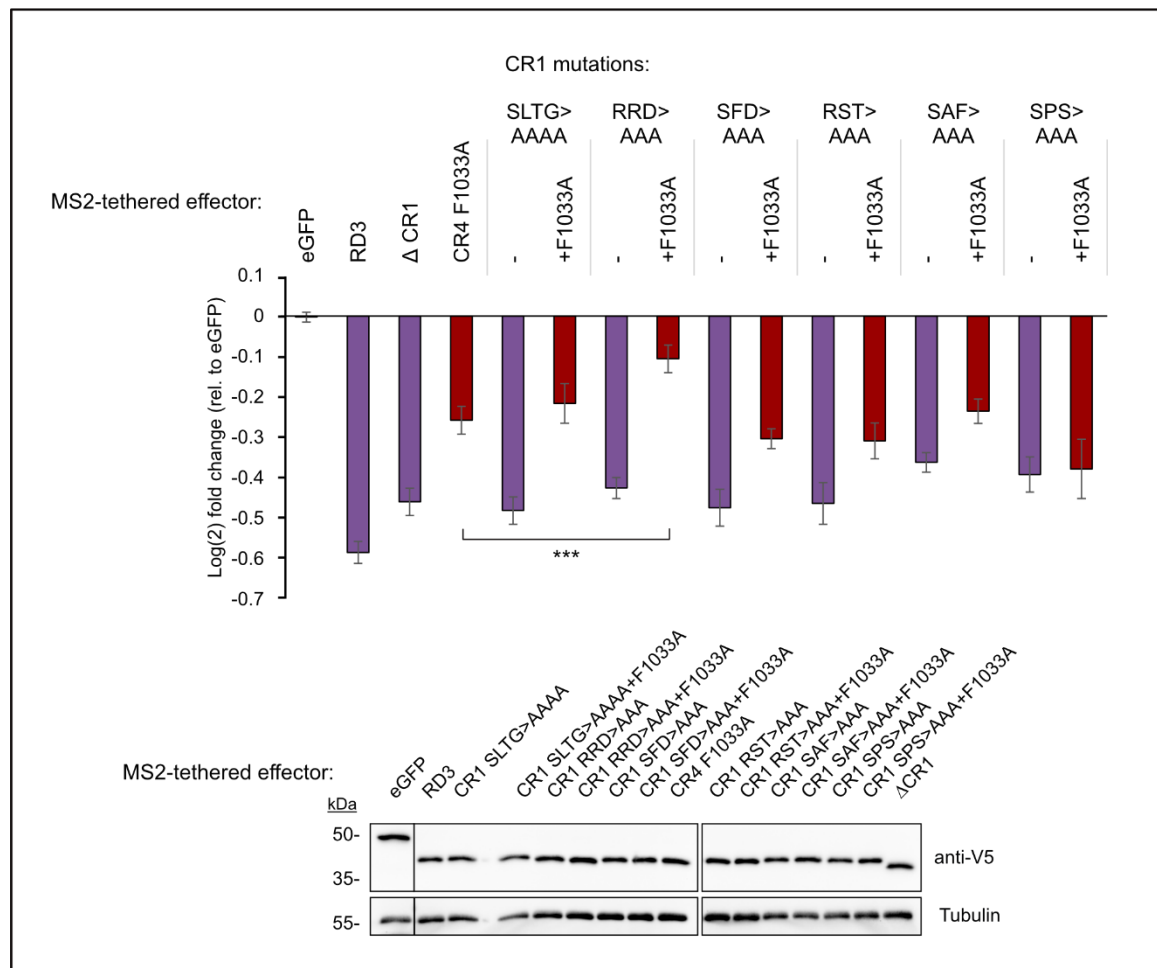 CR1 mutations:
SLTG> RRD> SFD> RST> SAF> SPS>
AAAA AAA AAA AAA AAA AAA
MS2-tethered effector:
eGFP
RD3
Δ CR1
CR4 F1033A
-
+F1033A
-
+F1033A
-
+F1033A
-
+F1033A
-
+F1033A
-
+F1033A
Log(2) fold change (rel. to eGFP)
0.1
0
-0.1
-0.2
-0.3
-0.4
-0.5
-0.6
-0.7
***
MS2-tethered effector:
eGFP
RD3
CR1 SLTG>AAAA
CR1 SLTG>AAAA+F1033A
CR1 RRD>AAA
CR1 RRD>AAA+F1033A
CR1 SFD>AAA
CR1 SFD>AAA+F1033A
CR4 F1033A
CR1 RST>AAA
CR1 RST>AAA+F1033A
CR1 SAF>AAA
CR1 SAF>AAA+F1033A
CR1 SPS>AAA
CR1 SPS>AAA+F1033A
ΔCR1
kDa
50-
35-
anti-V5
55-
Tubulin